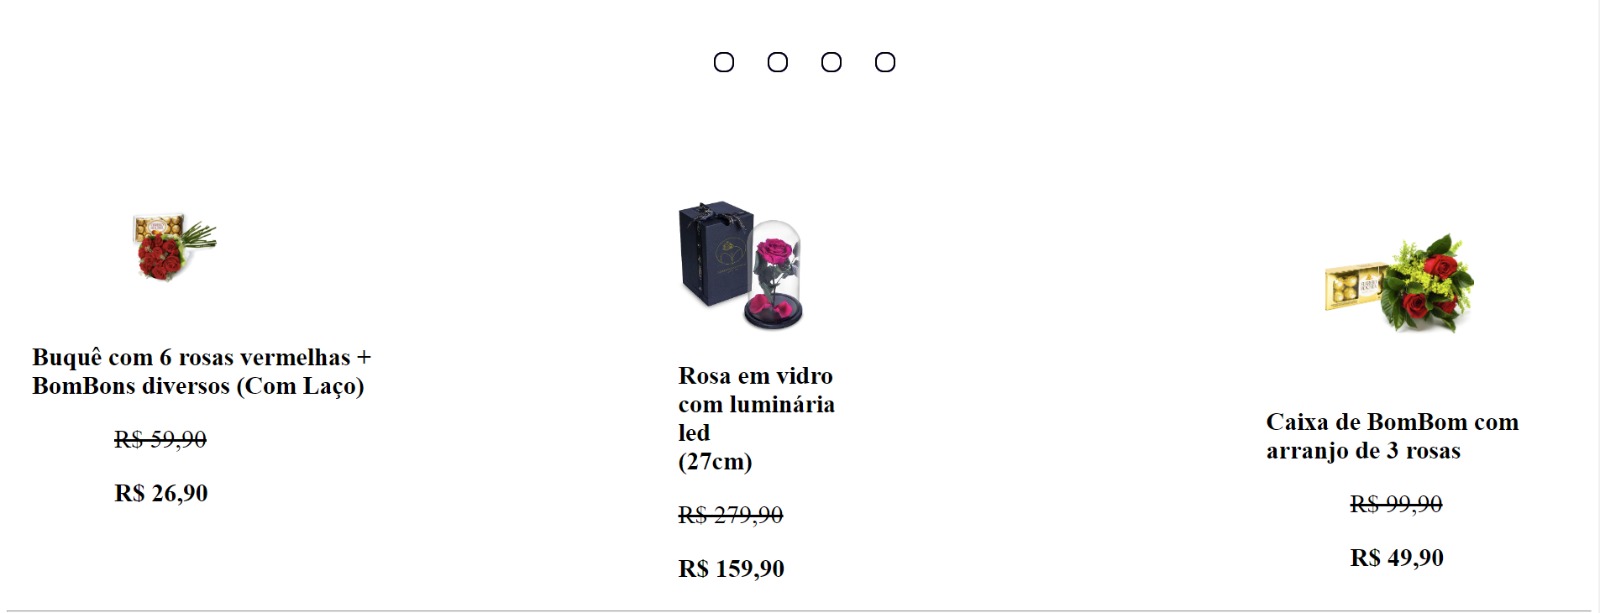 Buquê com 6 rosas vermelhas +
BomBons diversos (Com Laço)
R$ 59,90
R$ 26,90
Rosa em vidro
com luminária
led
(27cm)
R$ 279,90
R$ 159,90
Caixa de BomBom com
arranjo de 3 rosas
R$ 99,90
R$ 49,90